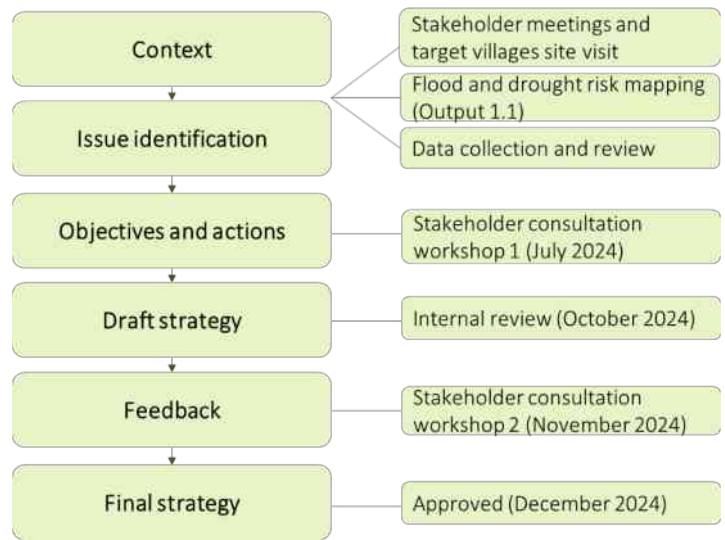 Context
Stakeholder meetings and
target villages site visit
Flood and drought risk mapping
(Output 1.1)
Issue identification
Data collection and review
Objectives and actions
Stakeholder consultation
workshop 1 (July 2024)
Draft strategy
Internal review (October 2024)
Feedback
Stakeholder consultation
workshop 2 (November 2024)
Final strategy
Approved (December 2024)